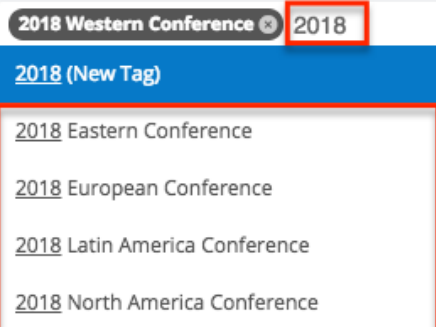 2018 Western Conference 2018
2018 (New Tag)
2018 Eastern Conference
2018 European Conference
2018 Latin America Conference
2018 North America Conference